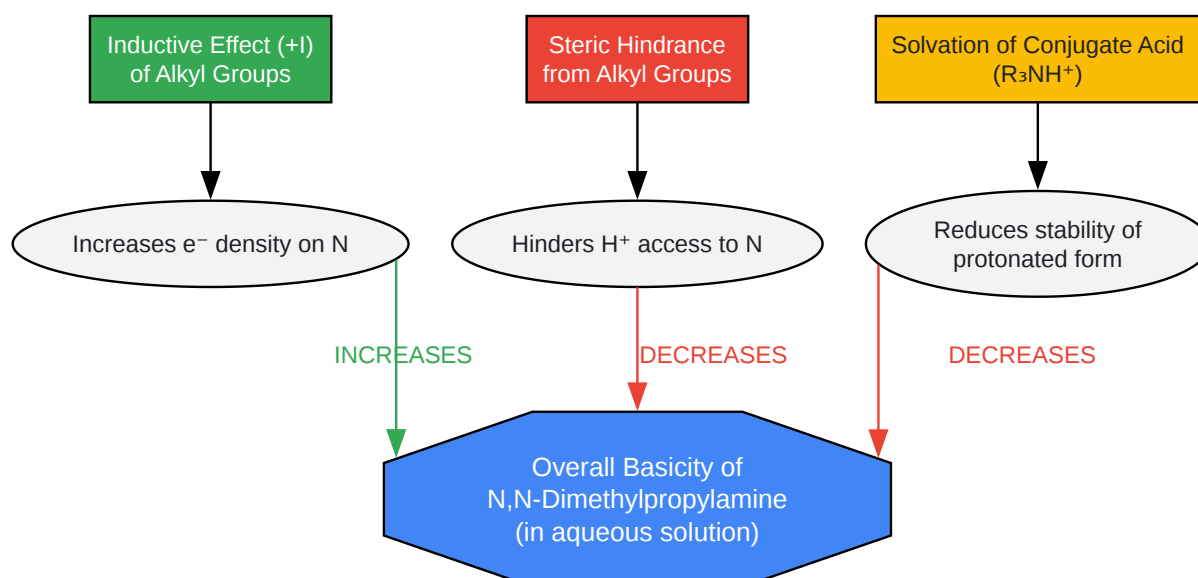 Inductive Effect (+I)
of Alkyl Groups
Steric Hindrance
from Alkyl Groups
Solvation of Conjugate Acid
(R₃NH⁺)
Increases e⁻ density on N
Hinders H⁺ access to N
Reduces stability of
protonated form
INCREASES
DECREASES
DECREASES
Overall Basicity of
N,N-Dimethylpropylamine
(in aqueous solution)